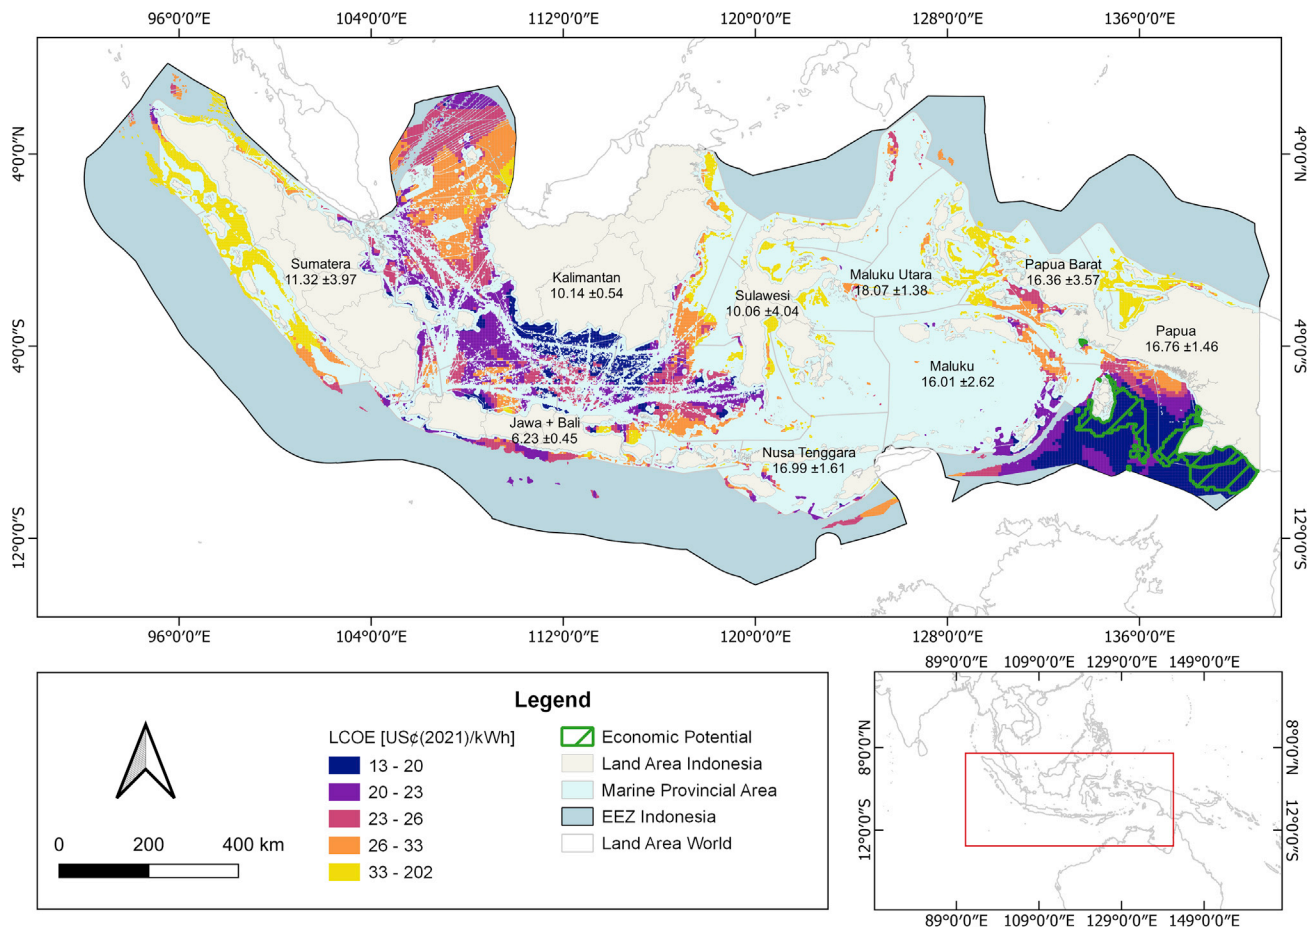 96°0′0″E 104°0′0″E 112°0′0″E 120°0′0″E 128°0′0″E 136°0′0″E
4°0′0″N 4°0′0″N
4°0′0″S 4°0′0″S
12°0′0″S 12°0′0″S
Sumatera
11.32 ±3.97
Kalimantan
10.14 ±0.54
Sulawesi
10.06 ±4.04
Maluku Utara
18.07 ±1.38
Papua Barat
16.36 ±3.57
Papua
16.76 ±1.46
Maluku
16.01 ±2.62
Jawa + Bali
6.23 ±0.45
Nusa Tenggara
16.99 ±1.61
96°0′0″E 104°0′0″E 112°0′0″E 120°0′0″E 128°0′0″E 136°0′0″E
Legend
0 200 400 km
LCOE [US¢(2021)/kWh]
13 - 20
20 - 23
23 - 26
26 - 33
33 - 202
Economic Potential
Land Area Indonesia
Marine Provincial Area
EEZ Indonesia
Land Area World
89°0′0″E 109°0′0″E 129°0′0″E 149°0′0″E
8°0′0″N 8°0′0″N
12°0′0″S 12°0′0″S
89°0′0″E 109°0′0″E 129°0′0″E 149°0′0″E